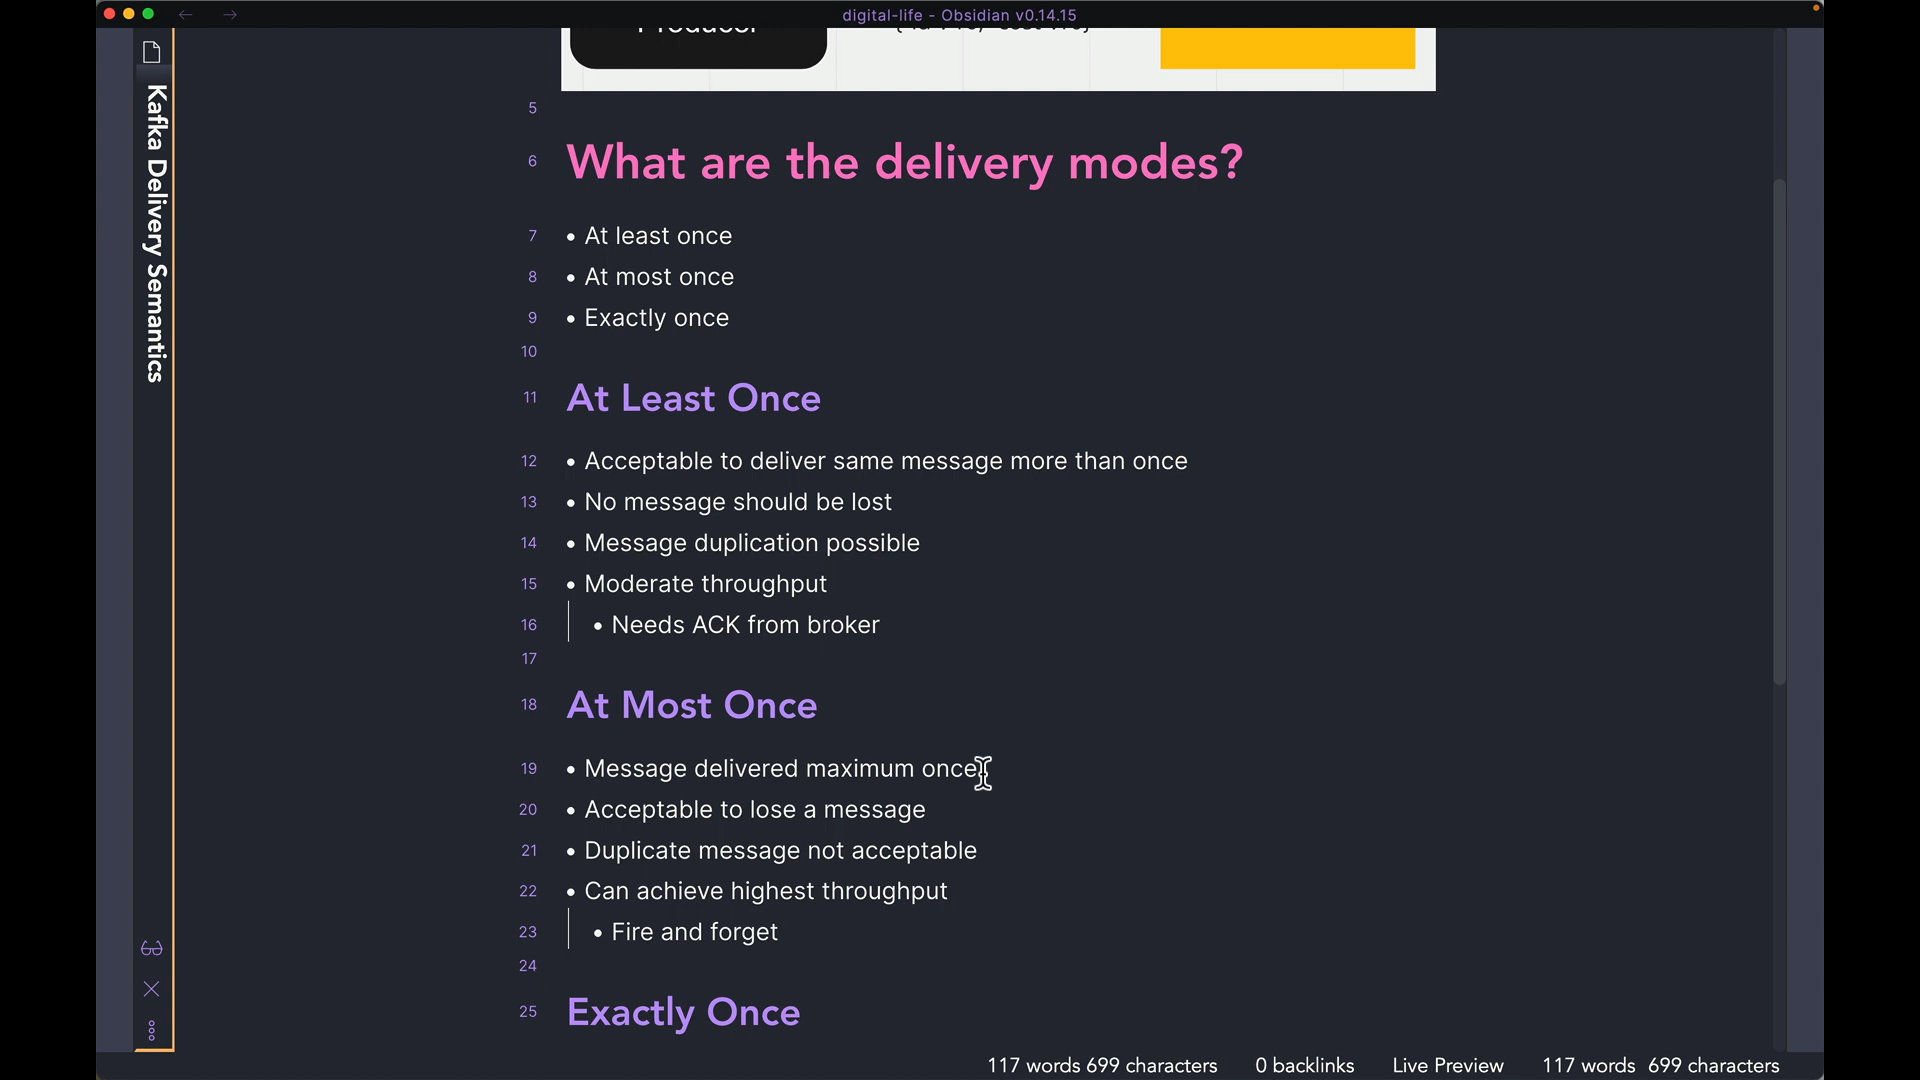 digital-life - Obsidian v0.14.15
Kafka Delivery Semantics
Producer
5
6 What are the delivery modes?
7 • At least once
8 • At most once
9 • Exactly once
10
11 At Least Once
12 • Acceptable to deliver same message more than once
13 • No message should be lost
14 • Message duplication possible
15 • Moderate throughput
16 • Needs ACK from broker
17
18 At Most Once
19 • Message delivered maximum once
20 • Acceptable to lose a message
21 • Duplicate message not acceptable
22 • Can achieve highest throughput
23 • Fire and forget
24
25 Exactly Once
117 words 699 characters 0 backlinks Live Preview 117 words 699 characters